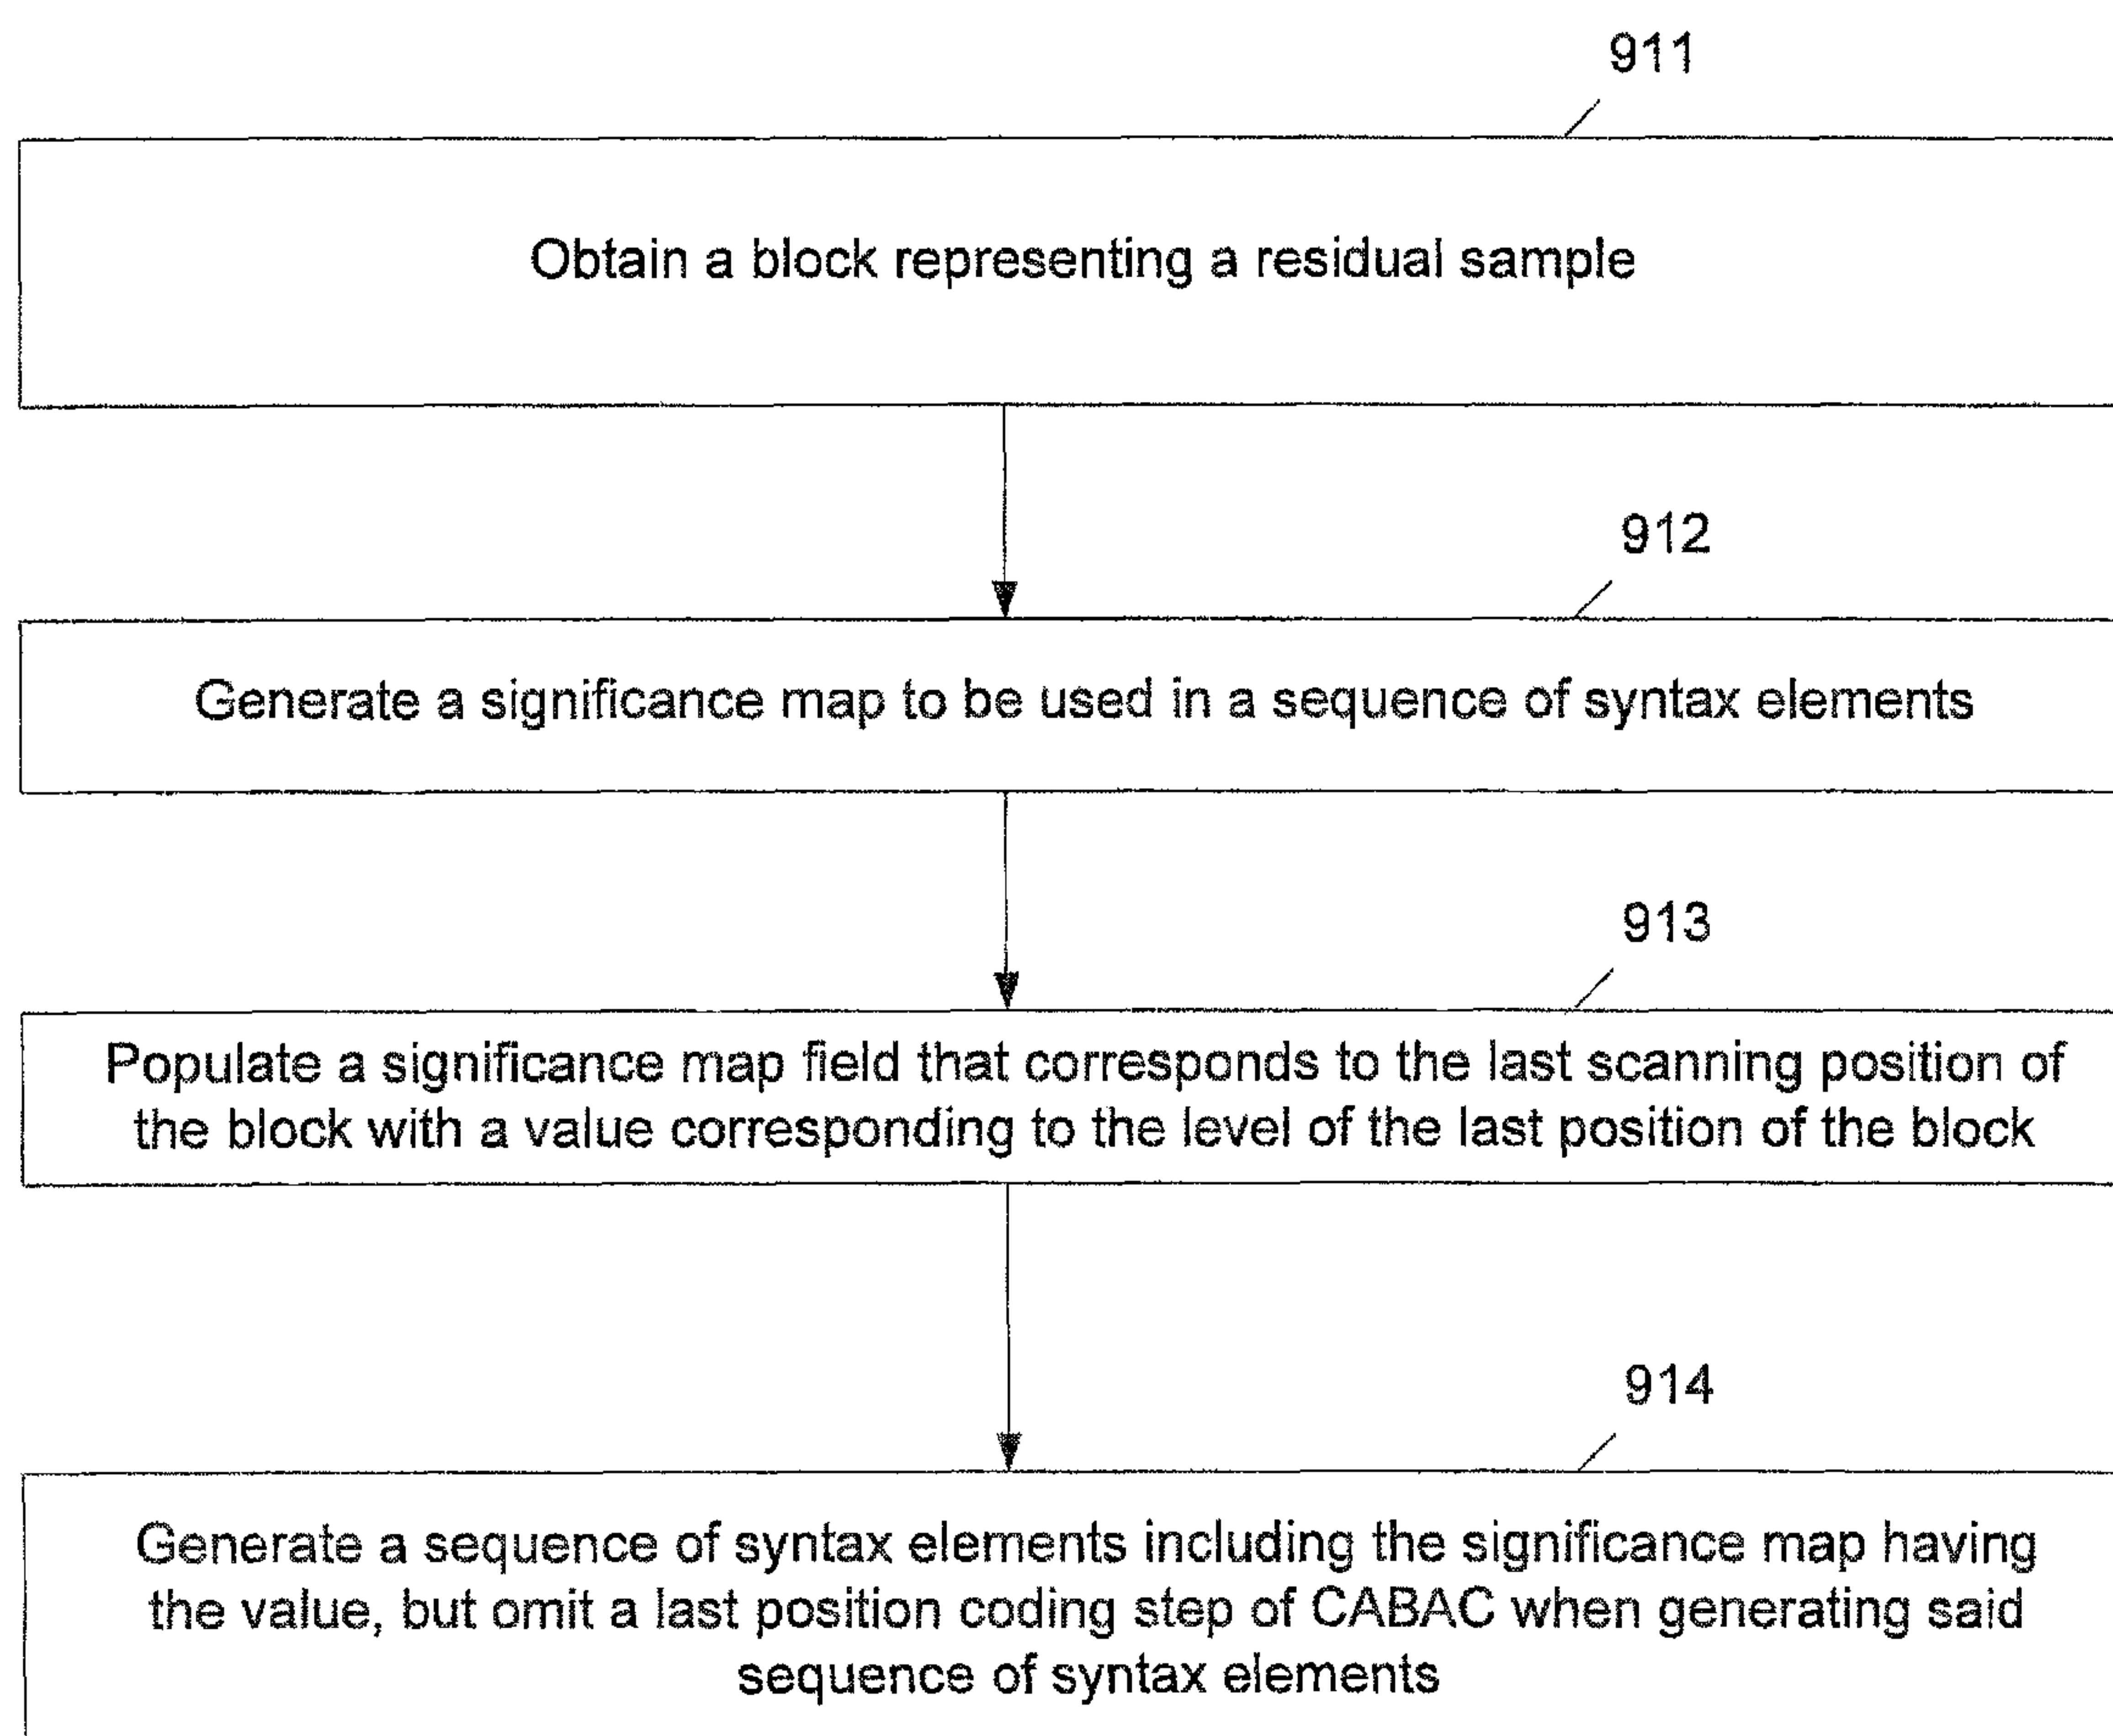 911
Obtain a block representing a residual sample
912
Generate a significance map to be used in a sequence of syntax elements
913
Populate a significance map field that corresponds to the last scanning position of
the block with a value corresponding to the level of the last position of the block
914
Generate a sequence of syntax elements including the significance map having
the value, but omit a last position coding step of CABAC when generating said
sequence of syntax elements